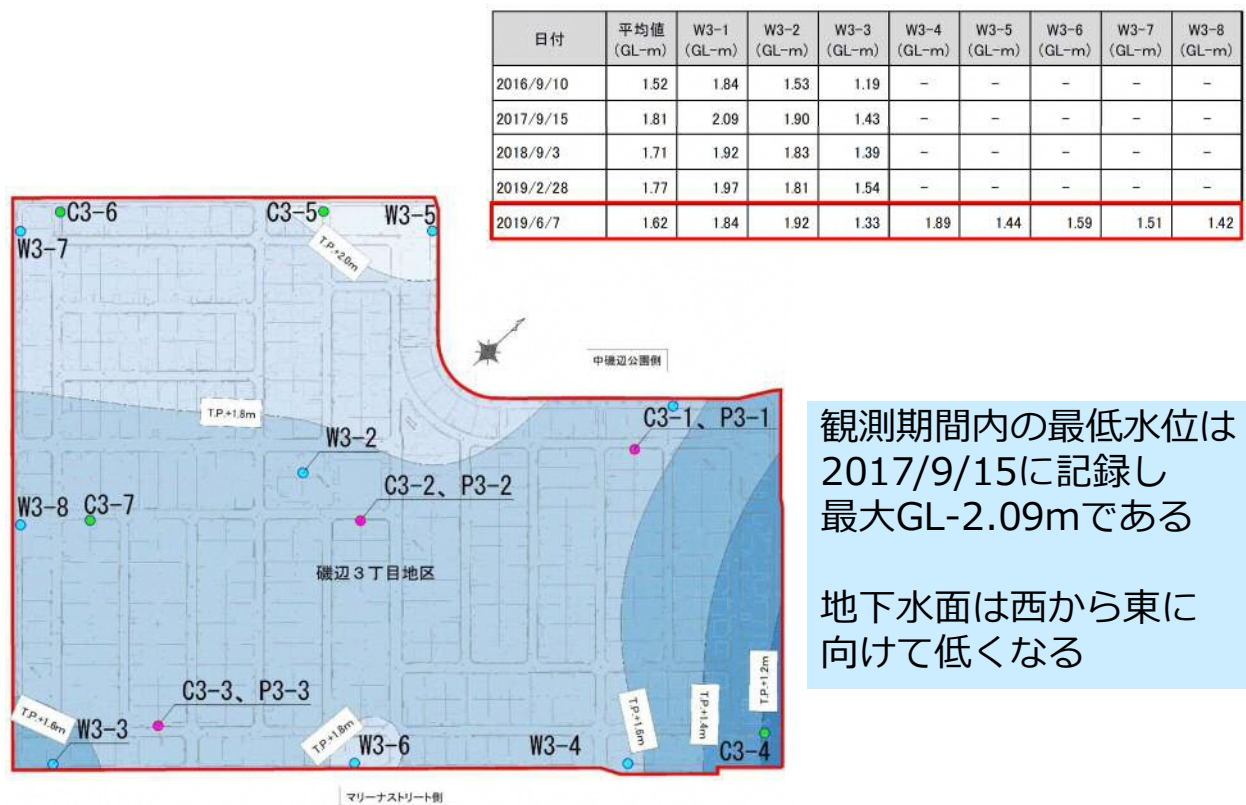 日付 平均値 (GL-m) W3-1 (GL-m) W3-2 (GL-m) W3-3 (GL-m) W3-4 (GL-m) W3-5 (GL-m) W3-6 (GL-m) W3-7 (GL-m) W3-8 (GL-m)
2016/9/10 1.52 1.84 1.53 1.19 - - - - -
2017/9/15 1.81 2.09 1.90 1.43 - - - - -
2018/9/3 1.71 1.92 1.83 1.39 - - - - -
2019/2/28 1.77 1.97 1.81 1.54 - - - - -
2019/6/7 1.62 1.84 1.92 1.33 1.89 1.44 1.59 1.51 1.42
C3-6 C3-5 W3-5
W3-7
T.P.+2.0m
中磯辺公園側
T.P.+1.8m
C3-1、P3-1
W3-2
C3-2、P3-2
W3-8 C3-7
磯辺3丁目地区
C3-3、P3-3
T.P.+1.6m
W3-3
T.P.+1.8m
W3-6
W3-4
T.P.+1.6m
T.P.+1.4m
T.P.+1.2m
C3-4
マリーナストリート側
観測期間内の最低水位は
2017/9/15に記録し
最大GL-2.09mである
地下水面は西から東に
向けて低くなる